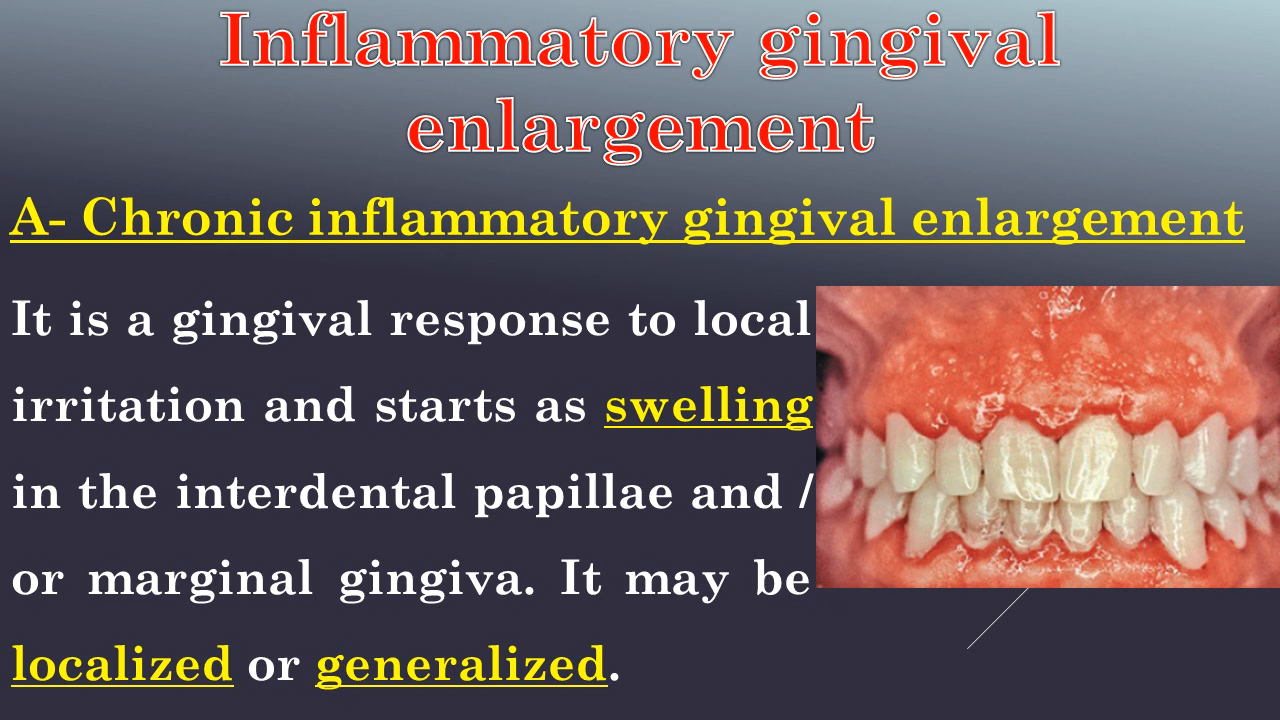 Inflammatory gingival
enlargement
A- Chronic inflammatory gingival enlargement
It is a gingival response to local
irritation and starts as swelling
in the interdental papillae and /
or marginal gingiva. It may be
localized or generalized.